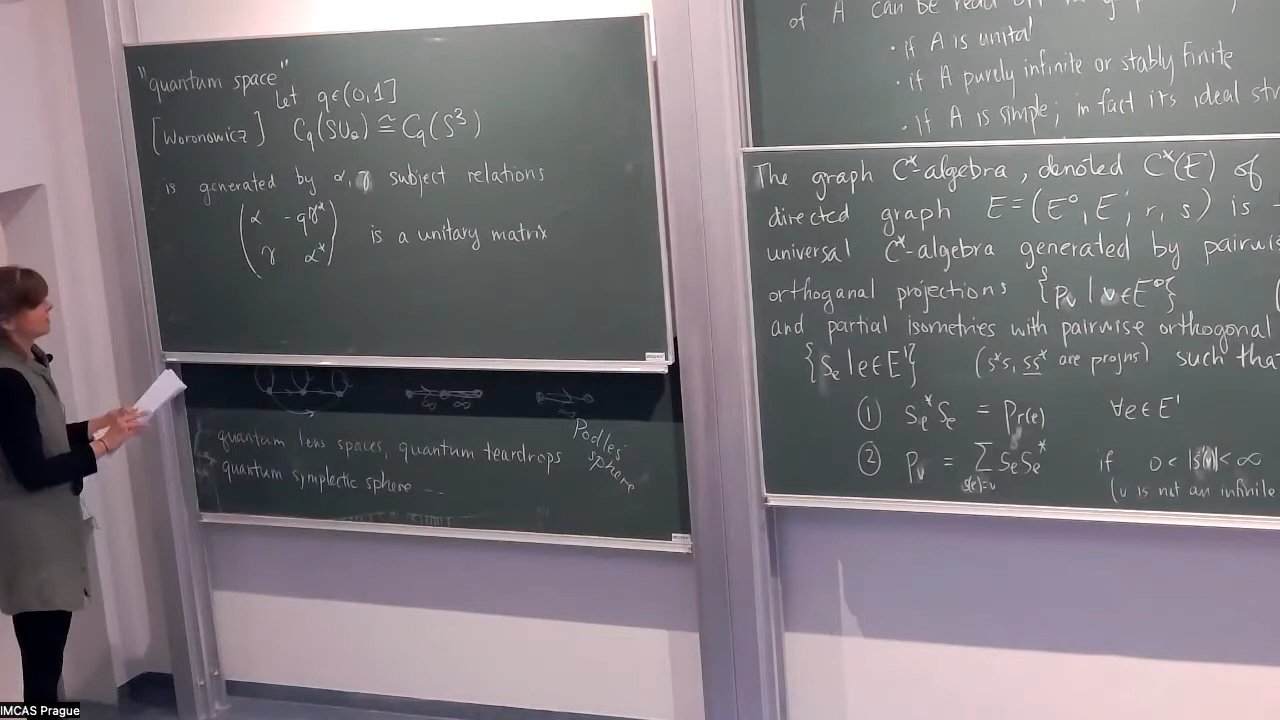 "quantum space"
Let q∈(0,1]
[Woronowicz] C_q(SU₂) ≅ C_q(S³)
is generated by α, γ subject relations
(α -qγ*
γ α*) is a unitary matrix
∞ ∞ ∞
quantum lens spaces, quantum teardrops
Podleś sphere
quantum symplectic sphere ...
of A can be read off
• if A is unital
• if A purely infinite or stably finite
• if A is simple; in fact its ideal
The graph C*-algebra, denoted C*(E) of
directed graph E=(E⁰, E¹, r, s) is
universal C*-algebra generated by
orthoganal projections {p_v | v∈E⁰}
and partial isometries with pairwise orthogonal
{S_e | e∈E¹} (s*s, ss* are projns) such
① S_e* S_e = P_r(e) ∀e∈E¹
② P_v = ∑ S_e S_e* if 0 < |s⁻¹(v)| < ∞
s(e)=v (v is not an infinite
IMCAS Prague